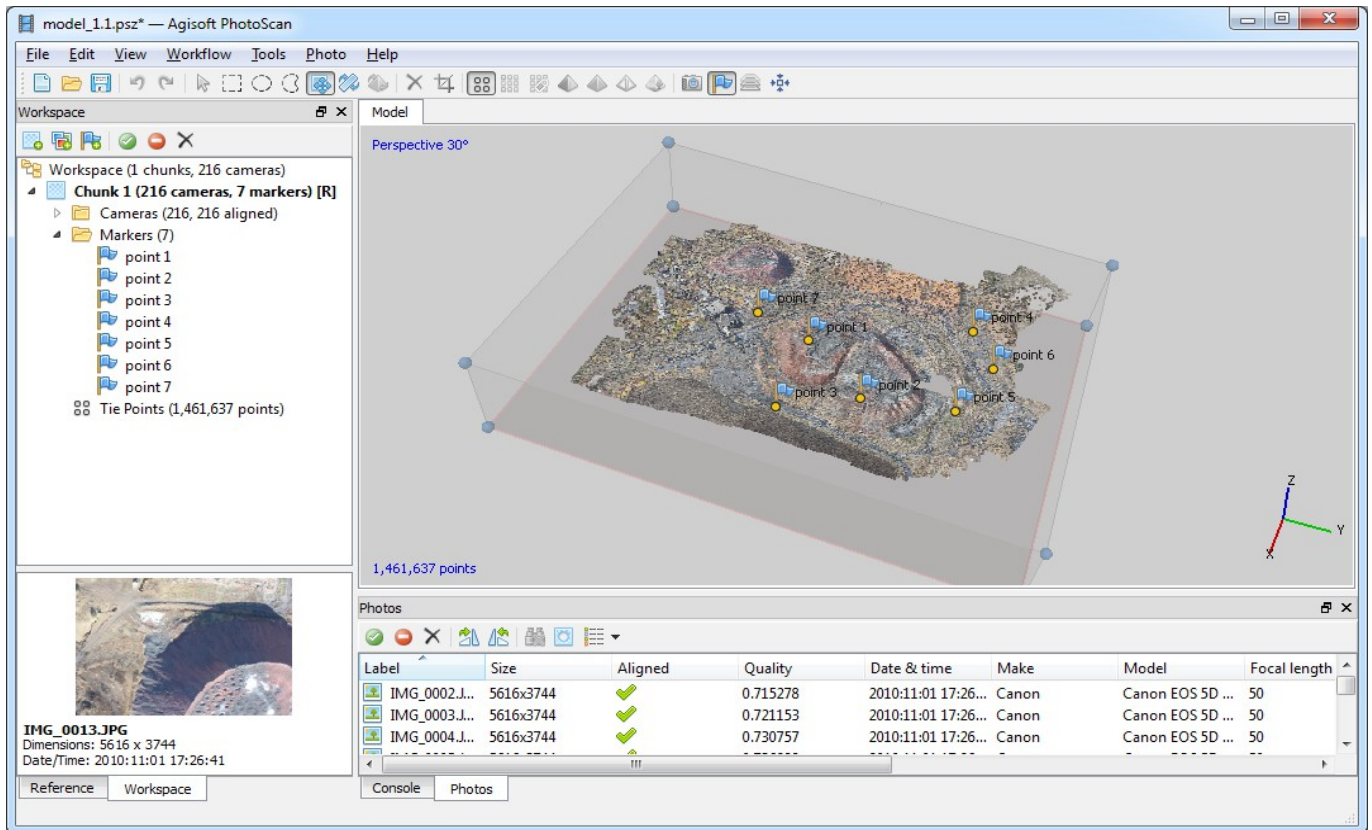 model_1.1.psz* — Agisoft PhotoScan
File Edit View Workflow Tools Photo Help
Workspace
Workspace (1 chunks, 216 cameras)
Chunk 1 (216 cameras, 7 markers) [R]
Cameras (216, 216 aligned)
Markers (7)
point 1
point 2
point 3
point 4
point 5
point 6
point 7
Tie Points (1,461,637 points)
IMG_0013.JPG
Dimensions: 5616 x 3744
Date/Time: 2010:11:01 17:26:41
Reference Workspace
Model
Perspective 30°
point 7
point 1
point 4
point 6
point 2
point 3
point 5
Z
Y
X
1,461,637 points
Photos
Label Size Aligned Quality Date & time Make Model Focal length
IMG_0002.J... 5616x3744 0.715278 2010:11:01 17:26... Canon Canon EOS 5D ... 50
IMG_0003.J... 5616x3744 0.721153 2010:11:01 17:26... Canon Canon EOS 5D ... 50
IMG_0004.J... 5616x3744 0.730757 2010:11:01 17:26... Canon Canon EOS 5D ... 50
Console Photos